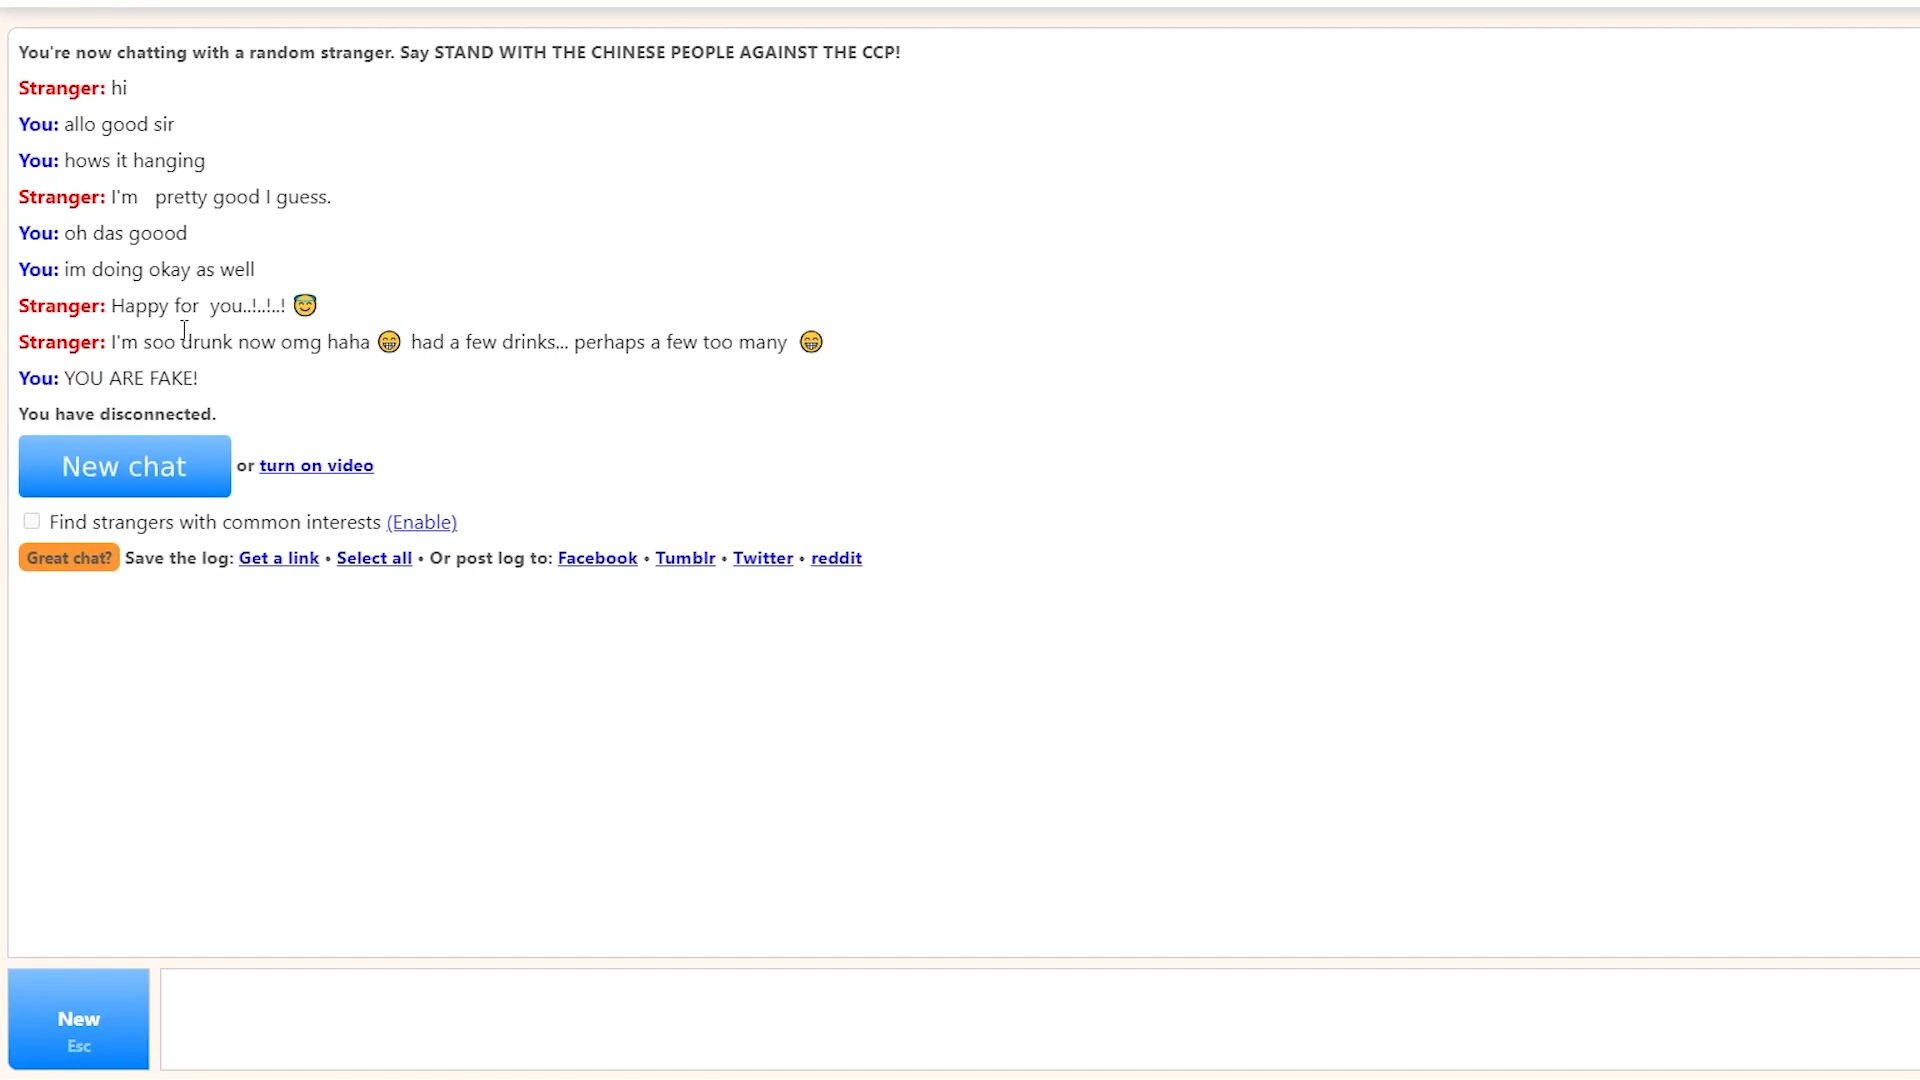 You're now chatting with a random stranger. Say STAND WITH THE CHINESE PEOPLE AGAINST THE CCP!
Stranger: hi
You: allo good sir
You: hows it hanging
Stranger: I'm   pretty good I guess.
You: oh das goood
You: im doing okay as well
Stranger: Happy for  you..!..!..! 😇
Stranger: I'm soo drunk now omg haha 😁  had a few drinks... perhaps a few too many  😁
You: YOU ARE FAKE!
You have disconnected.
New chat or turn on video
Find strangers with common interests (Enable)
Great chat? Save the log: Get a link • Select all • Or post log to: Facebook • Tumblr • Twitter • reddit
New
Esc